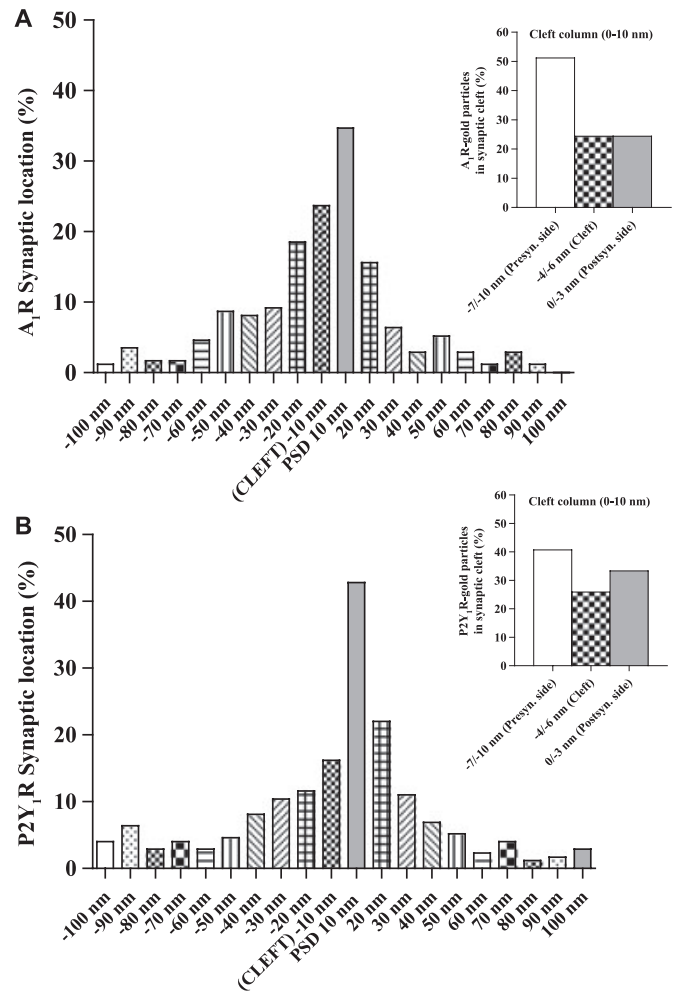 A
A₁R Synaptic location (%)
50
40
30
20
10
0
-100 nm
-90 nm
-80 nm
-70 nm
-60 nm
-50 nm
-40 nm
-30 nm
-20 nm
(CLEFT) -10 nm
PSD 10 nm
20 nm
30 nm
40 nm
50 nm
60 nm
70 nm
80 nm
90 nm
100 nm
Cleft column (0-10 nm)
A₁R-gold particles
in synaptic cleft (%)
60
50
40
30
20
10
0
-7/-10 nm (Presyn. side)
-4/-6 nm (Cleft)
0/-3 nm (Postsyn. side)
B
P2Y₁R Synaptic location (%)
50
40
30
20
10
0
-100 nm
-90 nm
-80 nm
-70 nm
-60 nm
-50 nm
-40 nm
-30 nm
-20 nm
(CLEFT) -10 nm
PSD 10 nm
20 nm
30 nm
40 nm
50 nm
60 nm
70 nm
80 nm
90 nm
100 nm
Cleft column (0-10 nm)
P2Y₁R-gold particles
in synaptic cleft (%)
60
50
40
30
20
10
0
-7/-10 nm (Presyn. side)
-4/-6 nm (Cleft)
0/-3 nm (Postsyn. side)